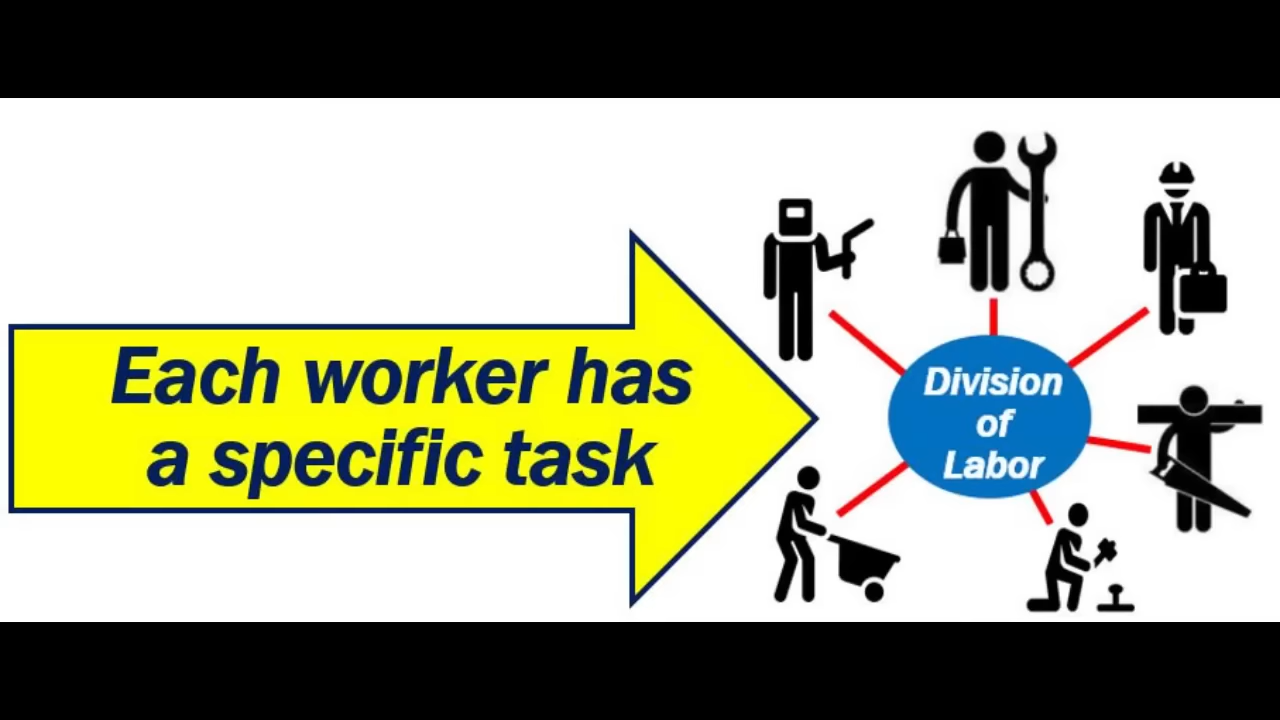 Each worker has
a specific task
Division
of
Labor